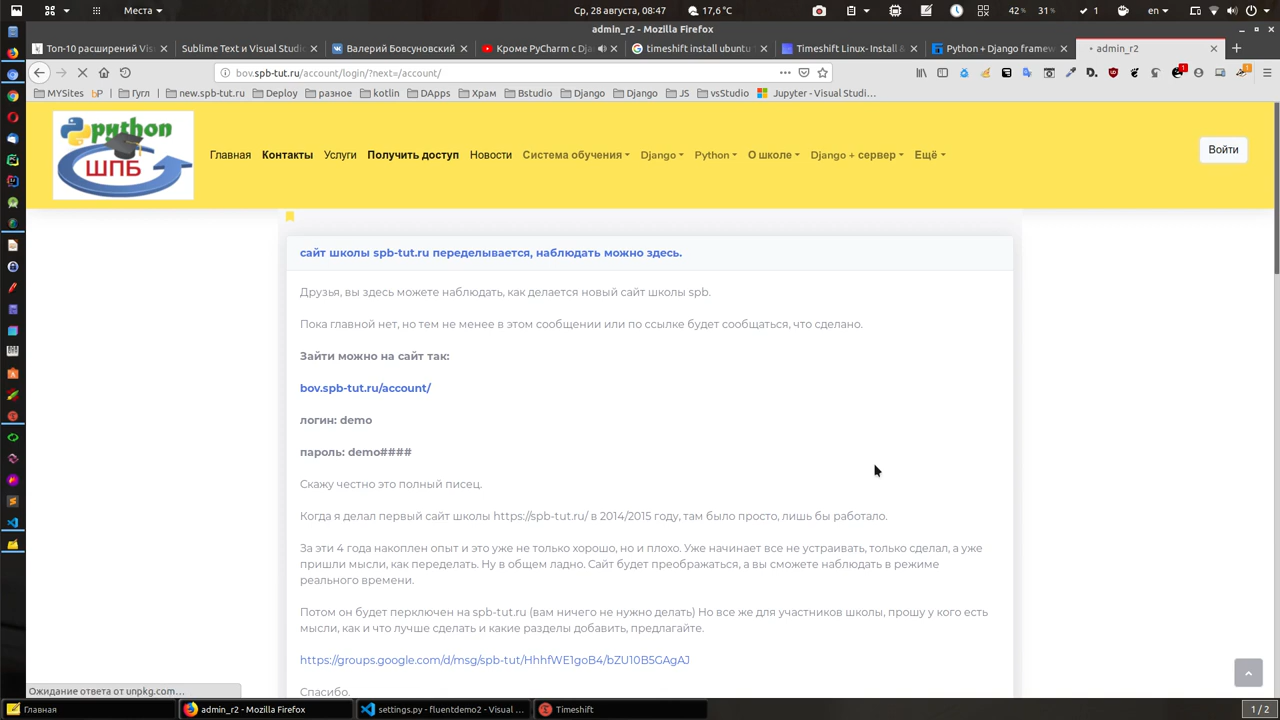 Места
Ср, 28 августа, 08:47
17,6 °C
42 %
31 %
1
en
admin_r2 - Mozilla Firefox
Топ-10 расширений Vis
Sublime Text и Visual Studi
Валерий Бовсуновский
Кроме PyCharm с Dj
timeshift install ubuntu
Timeshift Linux- Install &
Python + Django framew
admin_r2
bov.spb-tut.ru/account/login/?next=/account/
MYSites
Гугл
new.spb-tut.ru
Deploy
разное
kotlin
DApps
Храм
Bstudio
Django
Django
JS
vsStudio
Jupyter - Visual Studi...
python
ШПБ
Главная
Контакты
Услуги
Получить доступ
Новости
Система обучения
Django
Python
О школе
Django + сервер
Ещё
Войти
сайт школы spb-tut.ru переделывается, наблюдать можно здесь.
Друзья, вы здесь можете наблюдать, как делается новый сайт школы spb.
Пока главной нет, но тем не менее в этом сообщении или по ссылке будет сообщаться, что сделано.
Зайти можно на сайт так:
bov.spb-tut.ru/account/
логин: demo
пароль: demo####
Скажу честно это полный писец.
Когда я делал первый сайт школы https://spb-tut.ru/ в 2014/2015 году, там было просто, лишь бы работало.
За эти 4 года накоплен опыт и это уже не только хорошо, но и плохо. Уже начинает все не устраивать, только сделал, а уже
пришли мысли, как переделать. Ну в общем ладно. Сайт будет преображаться, а вы сможете наблюдать в режиме
реального времени.
Потом он будет перключен на spb-tut.ru (вам ничего не нужно делать) Но все же для участников школы, прошу у кого есть
мысли, как и что лучше сделать и какие разделы добавить, предлагайте.
https://groups.google.com/d/msg/spb-tut/HhhfWE1goB4/bZU10B5GAgAJ
Спасибо.
Ожидание ответа от unpkg.com…
Главная
admin_r2 - Mozilla Firefox
settings.py - fluentdemo2 - Visual ...
Timeshift
1 / 2